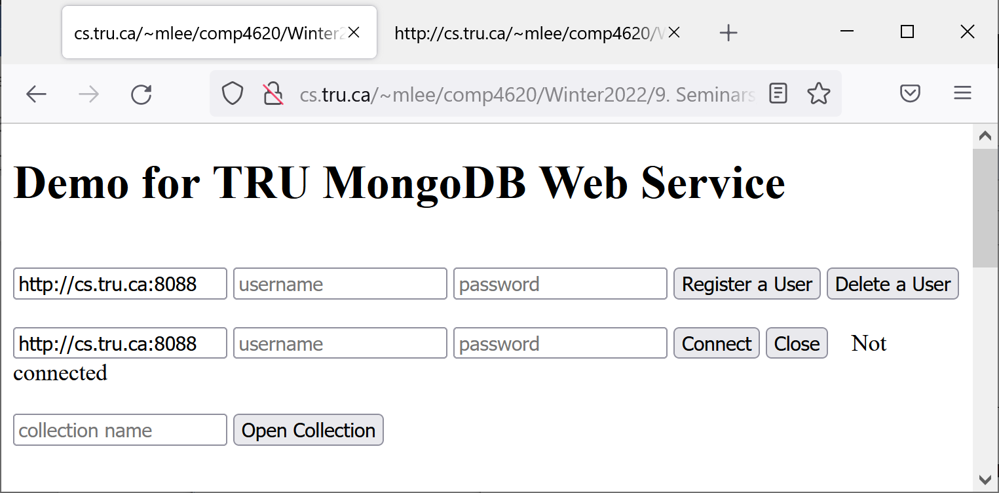 cs.tru.ca/~mlee/comp4620/Winter2 http://cs.tru.ca/~mlee/comp4620/W
cs.tru.ca/~mlee/comp4620/Winter2022/9. Seminars
Demo for TRU MongoDB Web Service
http://cs.tru.ca:8088 username password Register a User Delete a User
http://cs.tru.ca:8088 username password Connect Close Not
connected
collection name Open Collection